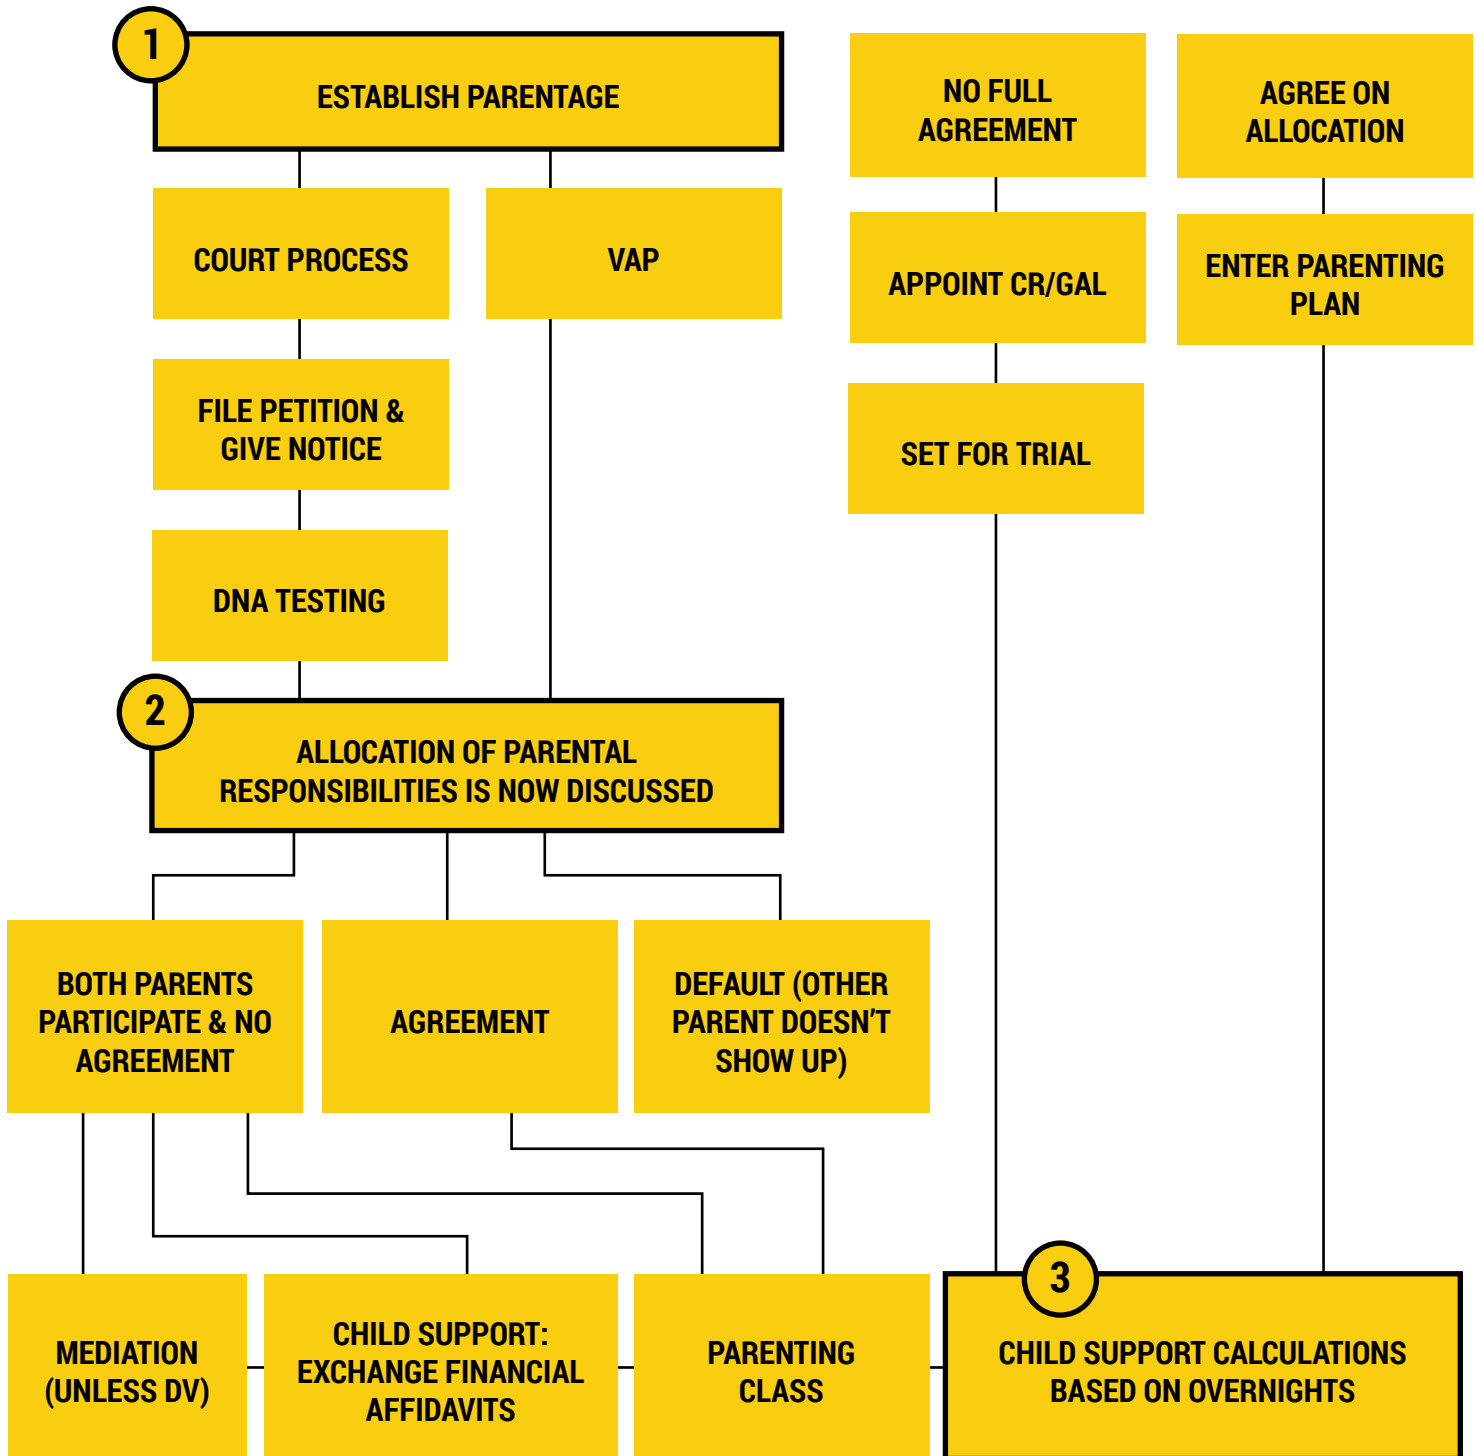 1
ESTABLISH PARENTAGE
COURT PROCESS
VAP
FILE PETITION &
GIVE NOTICE
DNA TESTING
2
ALLOCATION OF PARENTAL
RESPONSIBILITIES IS NOW DISCUSSED
BOTH PARENTS
PARTICIPATE & NO
AGREEMENT
AGREEMENT
DEFAULT (OTHER
PARENT DOESN'T
SHOW UP)
MEDIATION
(UNLESS DV)
CHILD SUPPORT:
EXCHANGE FINANCIAL
AFFIDAVITS
PARENTING
CLASS
NO FULL
AGREEMENT
APPOINT CR/GAL
SET FOR TRIAL
AGREE ON
ALLOCATION
ENTER PARENTING
PLAN
3
CHILD SUPPORT CALCULATIONS
BASED ON OVERNIGHTS